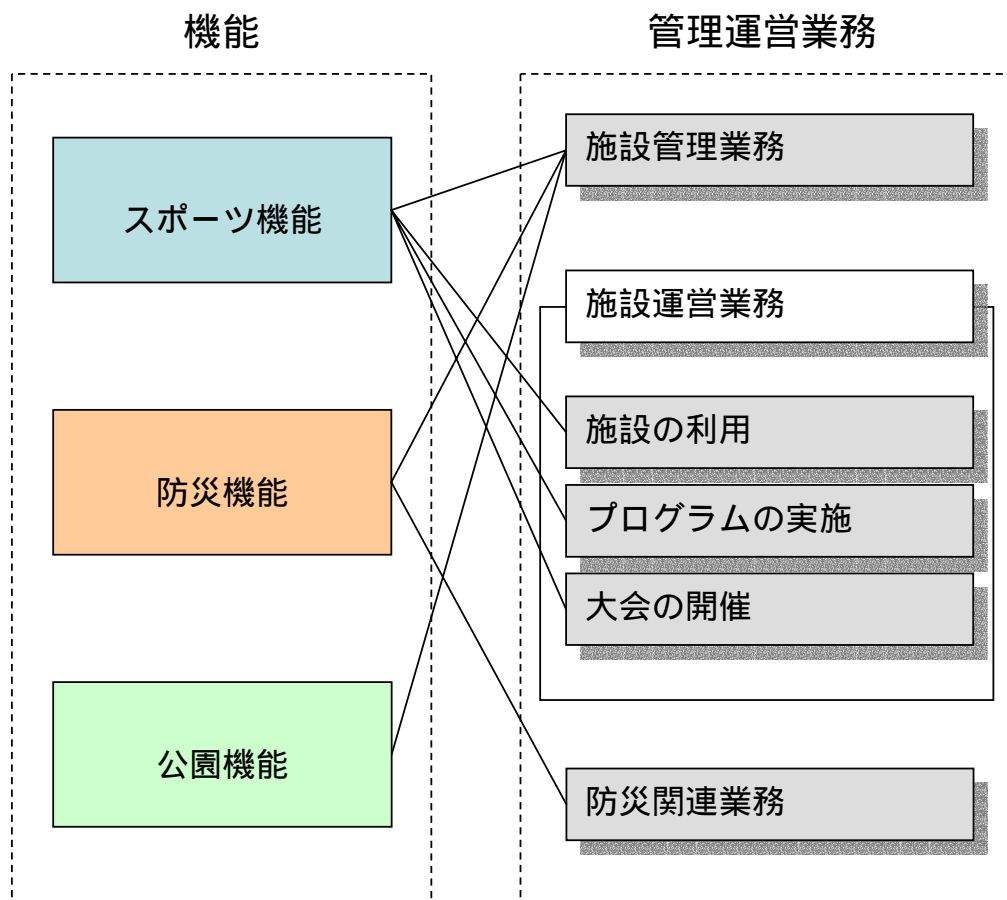 機能
管理運営業務
スポーツ機能
防災機能
公園機能
施設管理業務
施設運営業務
施設の利用
プログラムの実施
大会の開催
防災関連業務